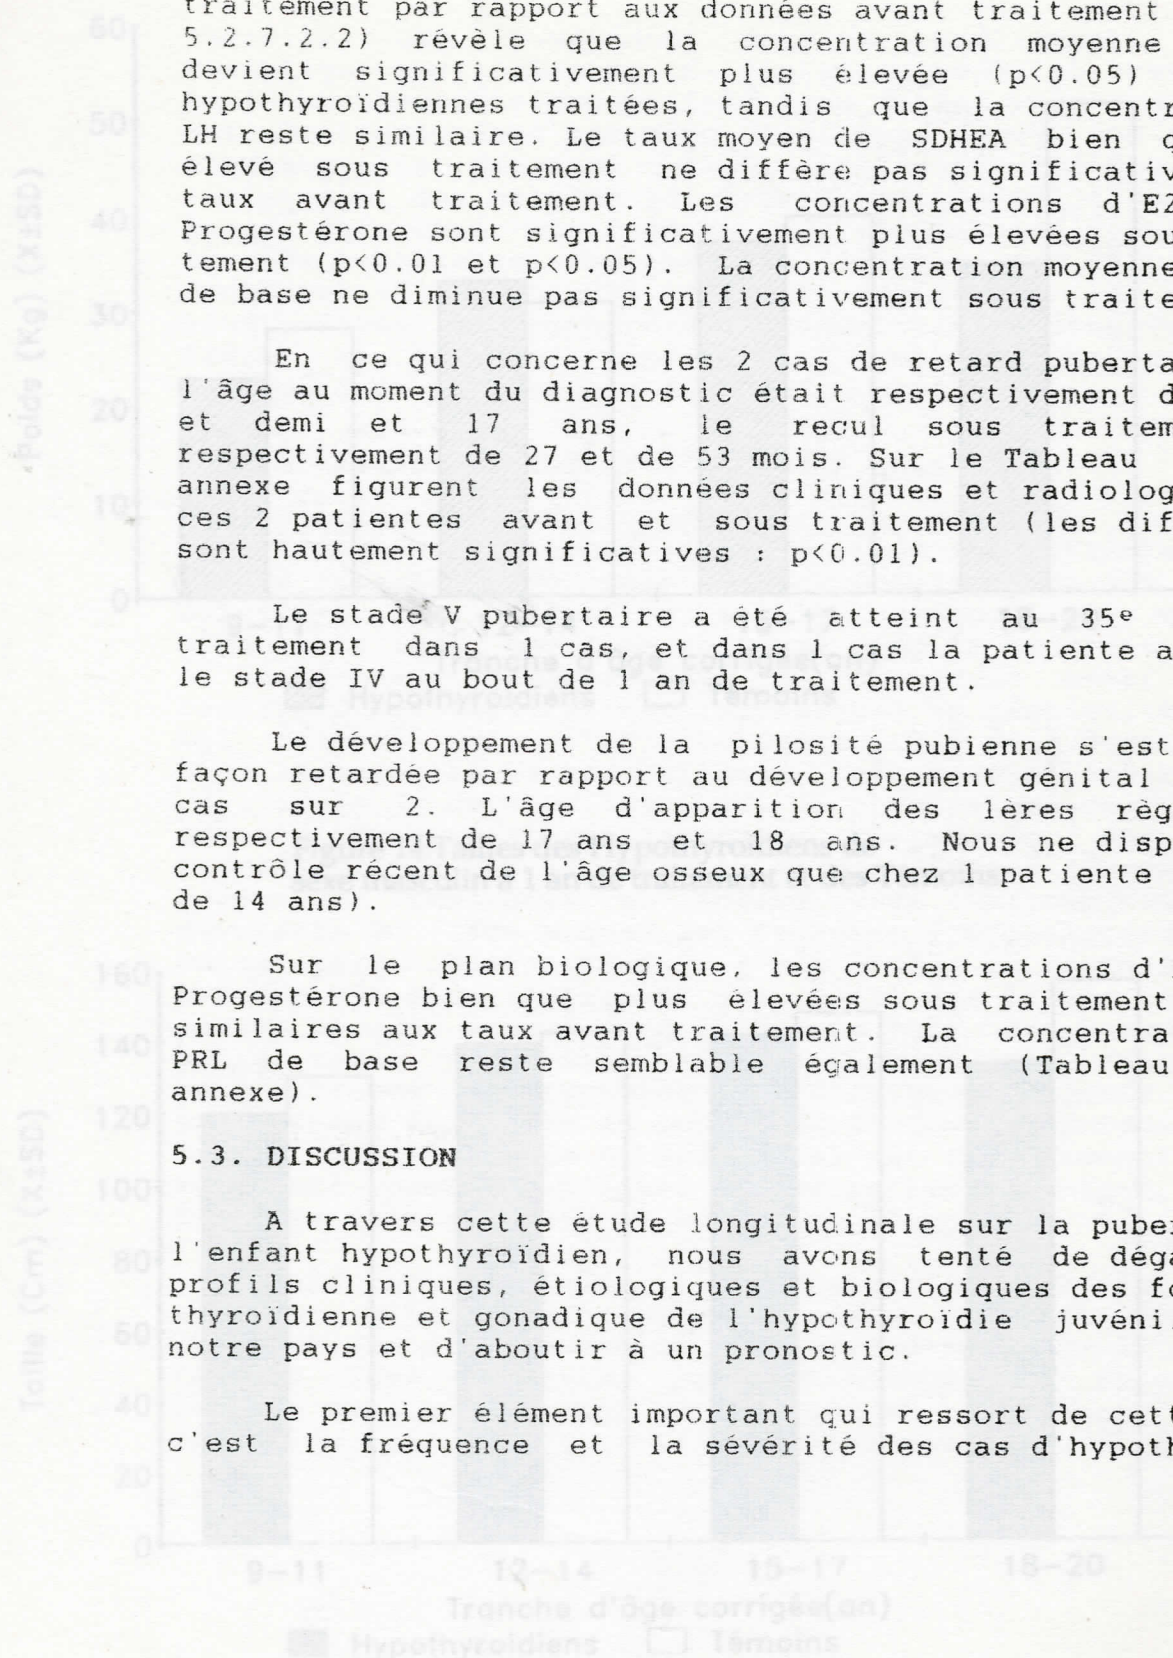 traitement par rapport aux données avant traitement
5.2.7.2.2) révèle que la concentration moyenne
devient significativement plus élevée (p<0.05)
hypothyroïdiennes traitées, tandis que la concentr
LH reste similaire. Le taux moyen de SDHEA bien q
élevé sous traitement ne diffère pas significativ
taux avant traitement. Les concentrations d'E2
Progestérone sont significativement plus élevées sou
tement (p<0.01 et p<0.05). La concentration moyenne
de base ne diminue pas significativement sous traite
En ce qui concerne les 2 cas de retard puberta
l'âge au moment du diagnostic était respectivement d
et demi et 17 ans, le recul sous traitem
respectivement de 27 et de 53 mois. Sur le Tableau
annexe figurent les données cliniques et radiolog
ces 2 patientes avant et sous traitement (les dif
sont hautement significatives : p<0.01).
Le stade V pubertaire a été atteint au 35e
traitement dans 1 cas, et dans 1 cas la patiente a
le stade IV au bout de 1 an de traitement.
Le développement de la pilosité pubienne s'est
façon retardée par rapport au développement génital
cas sur 2. L'âge d'apparition des 1ères règ
respectivement de 17 ans et 18 ans. Nous ne disp
contrôle récent de l'âge osseux que chez 1 patiente
de 14 ans).
Sur le plan biologique, les concentrations d'
Progestérone bien que plus élevées sous traitement
similaires aux taux avant traitement. La concentra
PRL de base reste semblable également (Tableau
annexe).
5.3. DISCUSSION
A travers cette étude longitudinale sur la pube
l'enfant hypothyroïdien, nous avons tenté de déga
profils cliniques, étiologiques et biologiques des fo
thyroïdienne et gonadique de l'hypothyroïdie juvéni
notre pays et d'aboutir à un pronostic.
Le premier élément important qui ressort de cett
c'est la fréquence et la sévérité des cas d'hypoth